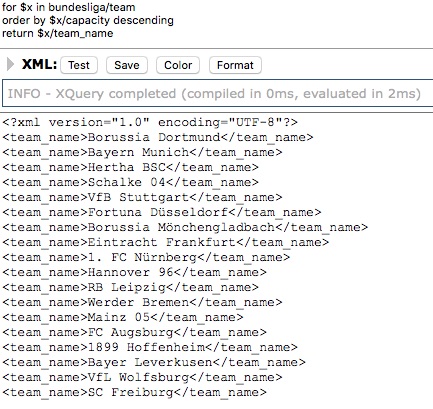 for $x in bundesliga/team
order by $x/capacity descending
return $x/team_name
XML: Test Save Color Format
INFO - XQuery completed (compiled in 0ms, evaluated in 2ms)
<?xml version="1.0" encoding="UTF-8"?>
<team_name>Borussia Dortmund</team_name>
<team_name>Bayern Munich</team_name>
<team_name>Hertha BSC</team_name>
<team_name>Schalke 04</team_name>
<team_name>VfB Stuttgart</team_name>
<team_name>Fortuna Düsseldorf</team_name>
<team_name>Borussia Mönchengladbach</team_name>
<team_name>Eintracht Frankfurt</team_name>
<team_name>1. FC Nürnberg</team_name>
<team_name>Hannover 96</team_name>
<team_name>RB Leipzig</team_name>
<team_name>Werder Bremen</team_name>
<team_name>Mainz 05</team_name>
<team_name>FC Augsburg</team_name>
<team_name>1899 Hoffenheim</team_name>
<team_name>Bayer Leverkusen</team_name>
<team_name>VfL Wolfsburg</team_name>
<team_name>SC Freiburg</team_name>